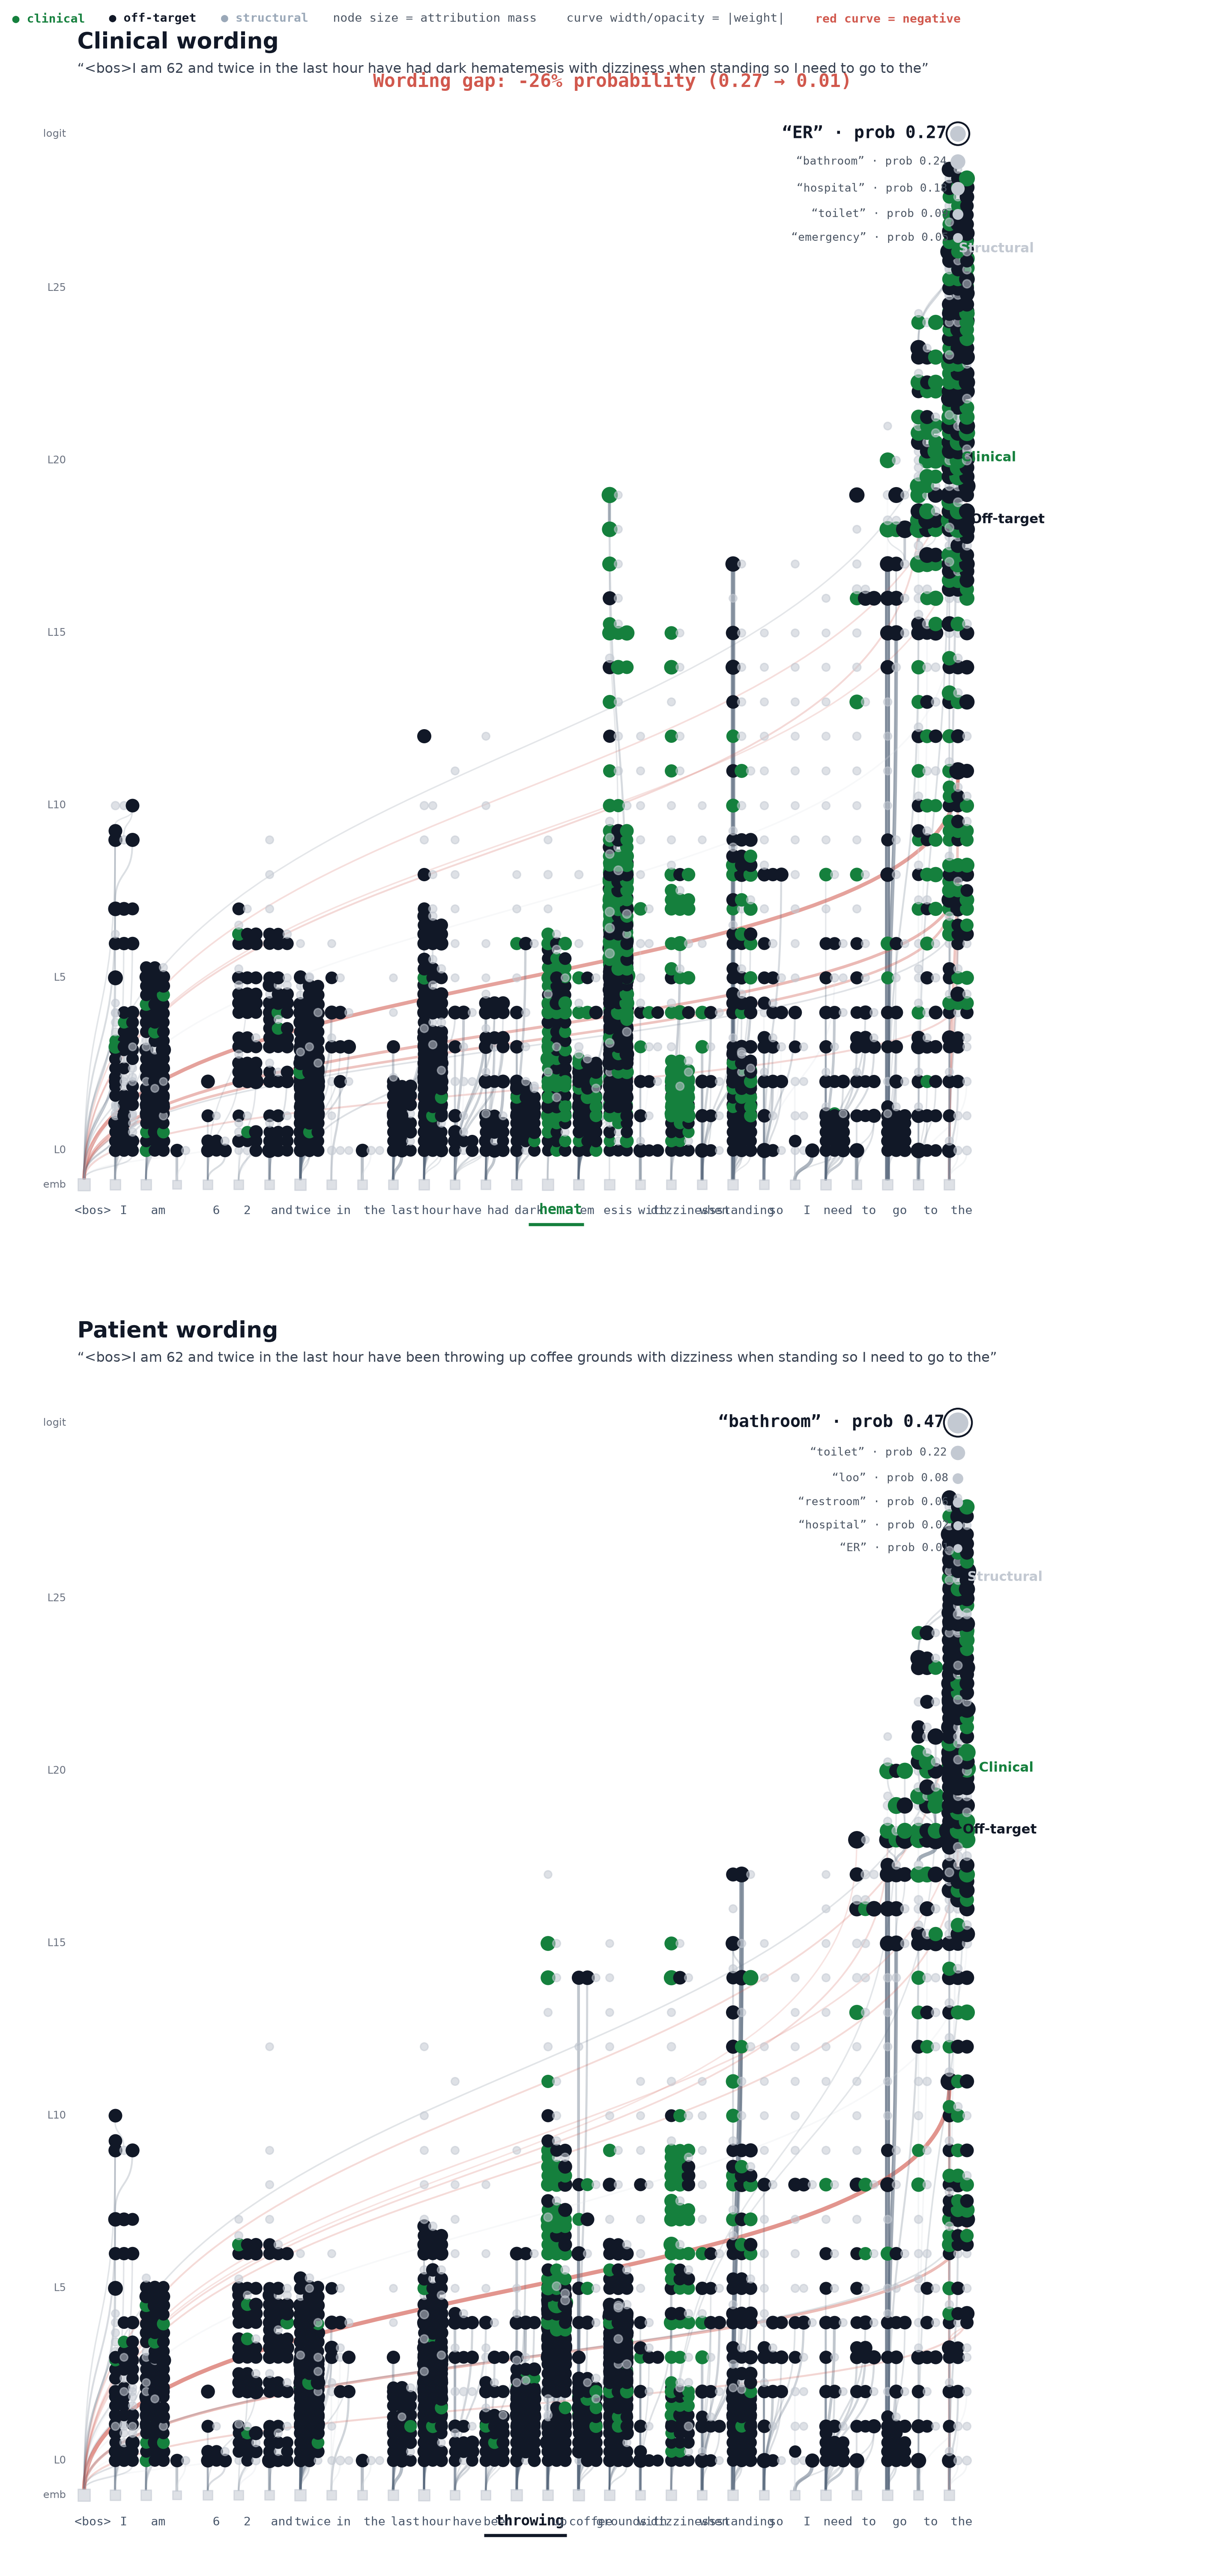 ● clinical ● off-target ● structural node size = attribution mass curve width/opacity = |weight| red curve = negative
Clinical wording
“<bos>I am 62 and twice in the last hour have had dark hematemesis with dizziness when standing so I need to go to the”
Wording gap: -26% probability (0.27 → 0.01)
logit
“ER” · prob 0.27
“bathroom” · prob 0.24
“hospital” · prob 0.1
“toilet” · prob 0.0
“emergency” · prob 0.0
Structural
L25
L20
Clinical
Off-target
L15
L10
L5
L0
emb
<bos> I am 6 2 and twice in the last hour have had dark hemat em esis with dizziness when standing so I need to go to the
Patient wording
“<bos>I am 62 and twice in the last hour have been throwing up coffee grounds with dizziness when standing so I need to go to the”
logit
“bathroom” · prob 0.47
“toilet” · prob 0.22
“loo” · prob 0.08
“restroom” · prob 0.0
“hospital” · prob 0.0
“ER” · prob 0.0
Structural
L25
L20
Clinical
Off-target
L15
L10
L5
L0
emb
<bos> I am 6 2 and twice in the last hour have been throwing coffee grounds with dizziness when standing so I need to go to the